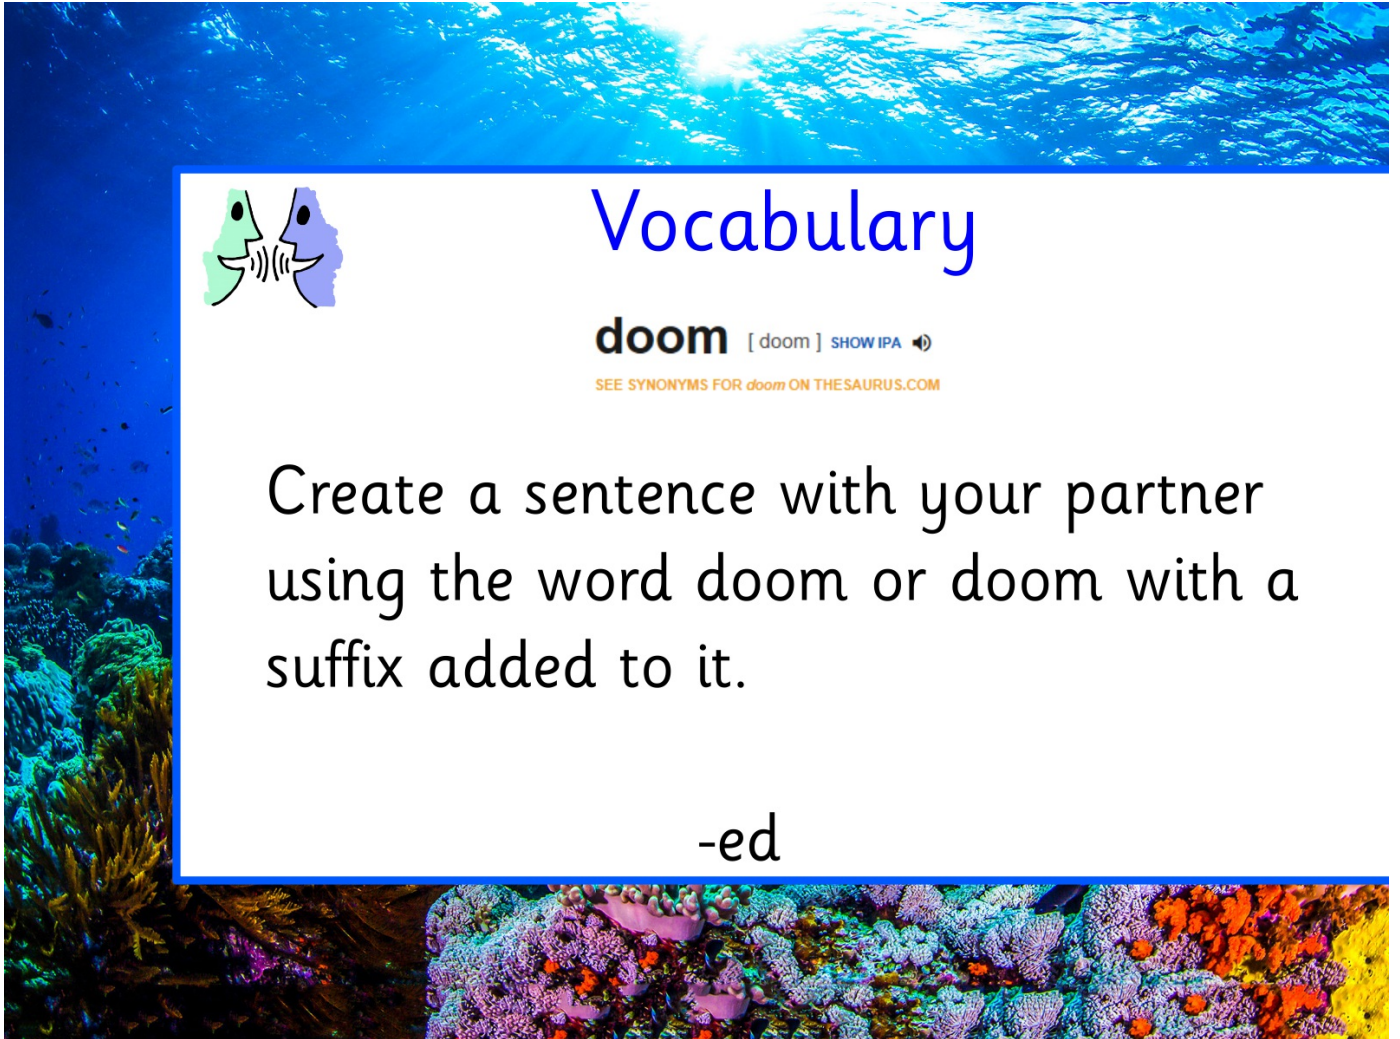 Vocabulary
doom [ doom ] SHOW IPA
SEE SYNONYMS FOR doom ON THESAURUS.COM
Create a sentence with your partner
using the word doom or doom with a
suffix added to it.
-ed